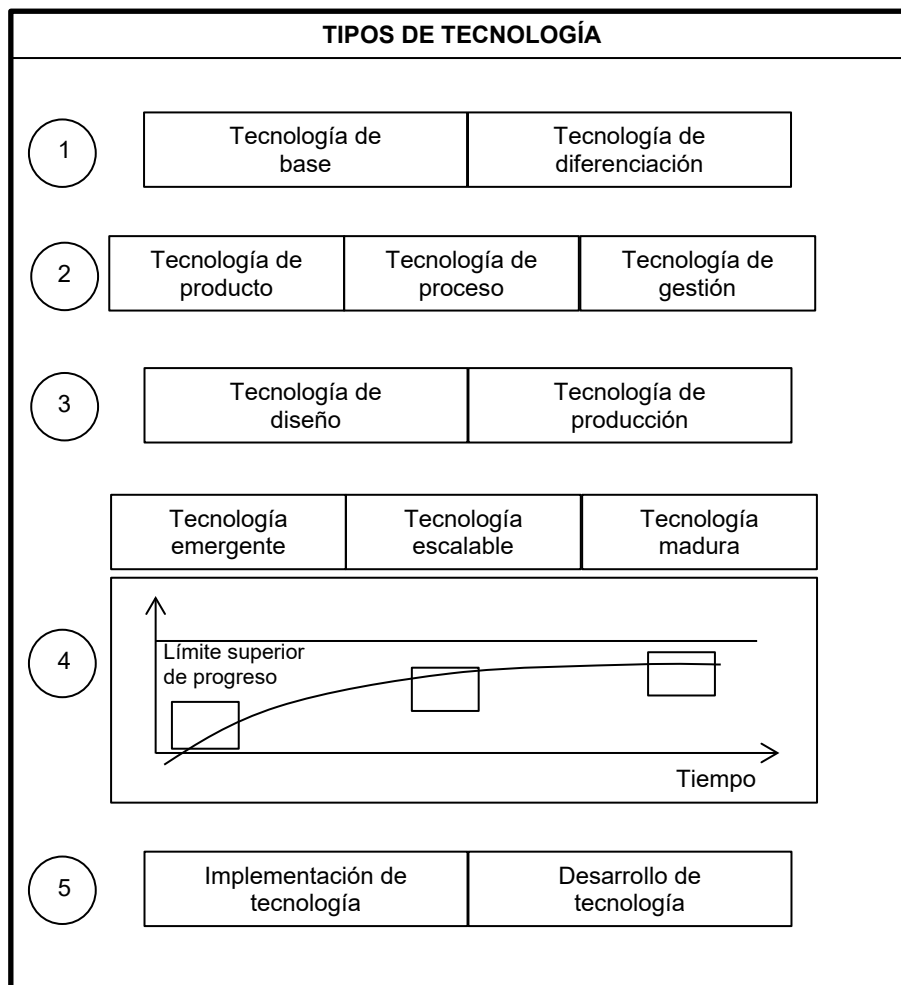 TIPOS DE TECNOLOGÍA
1
Tecnología de
base
Tecnología de
diferenciación
2
Tecnología de
producto
Tecnología de
proceso
Tecnología de
gestión
3
Tecnología de
diseño
Tecnología de
producción
Tecnología
emergente
Tecnología
escalable
Tecnología
madura
4
Límite superior
de progreso
Tiempo
5
Implementación de
tecnología
Desarrollo de
tecnología